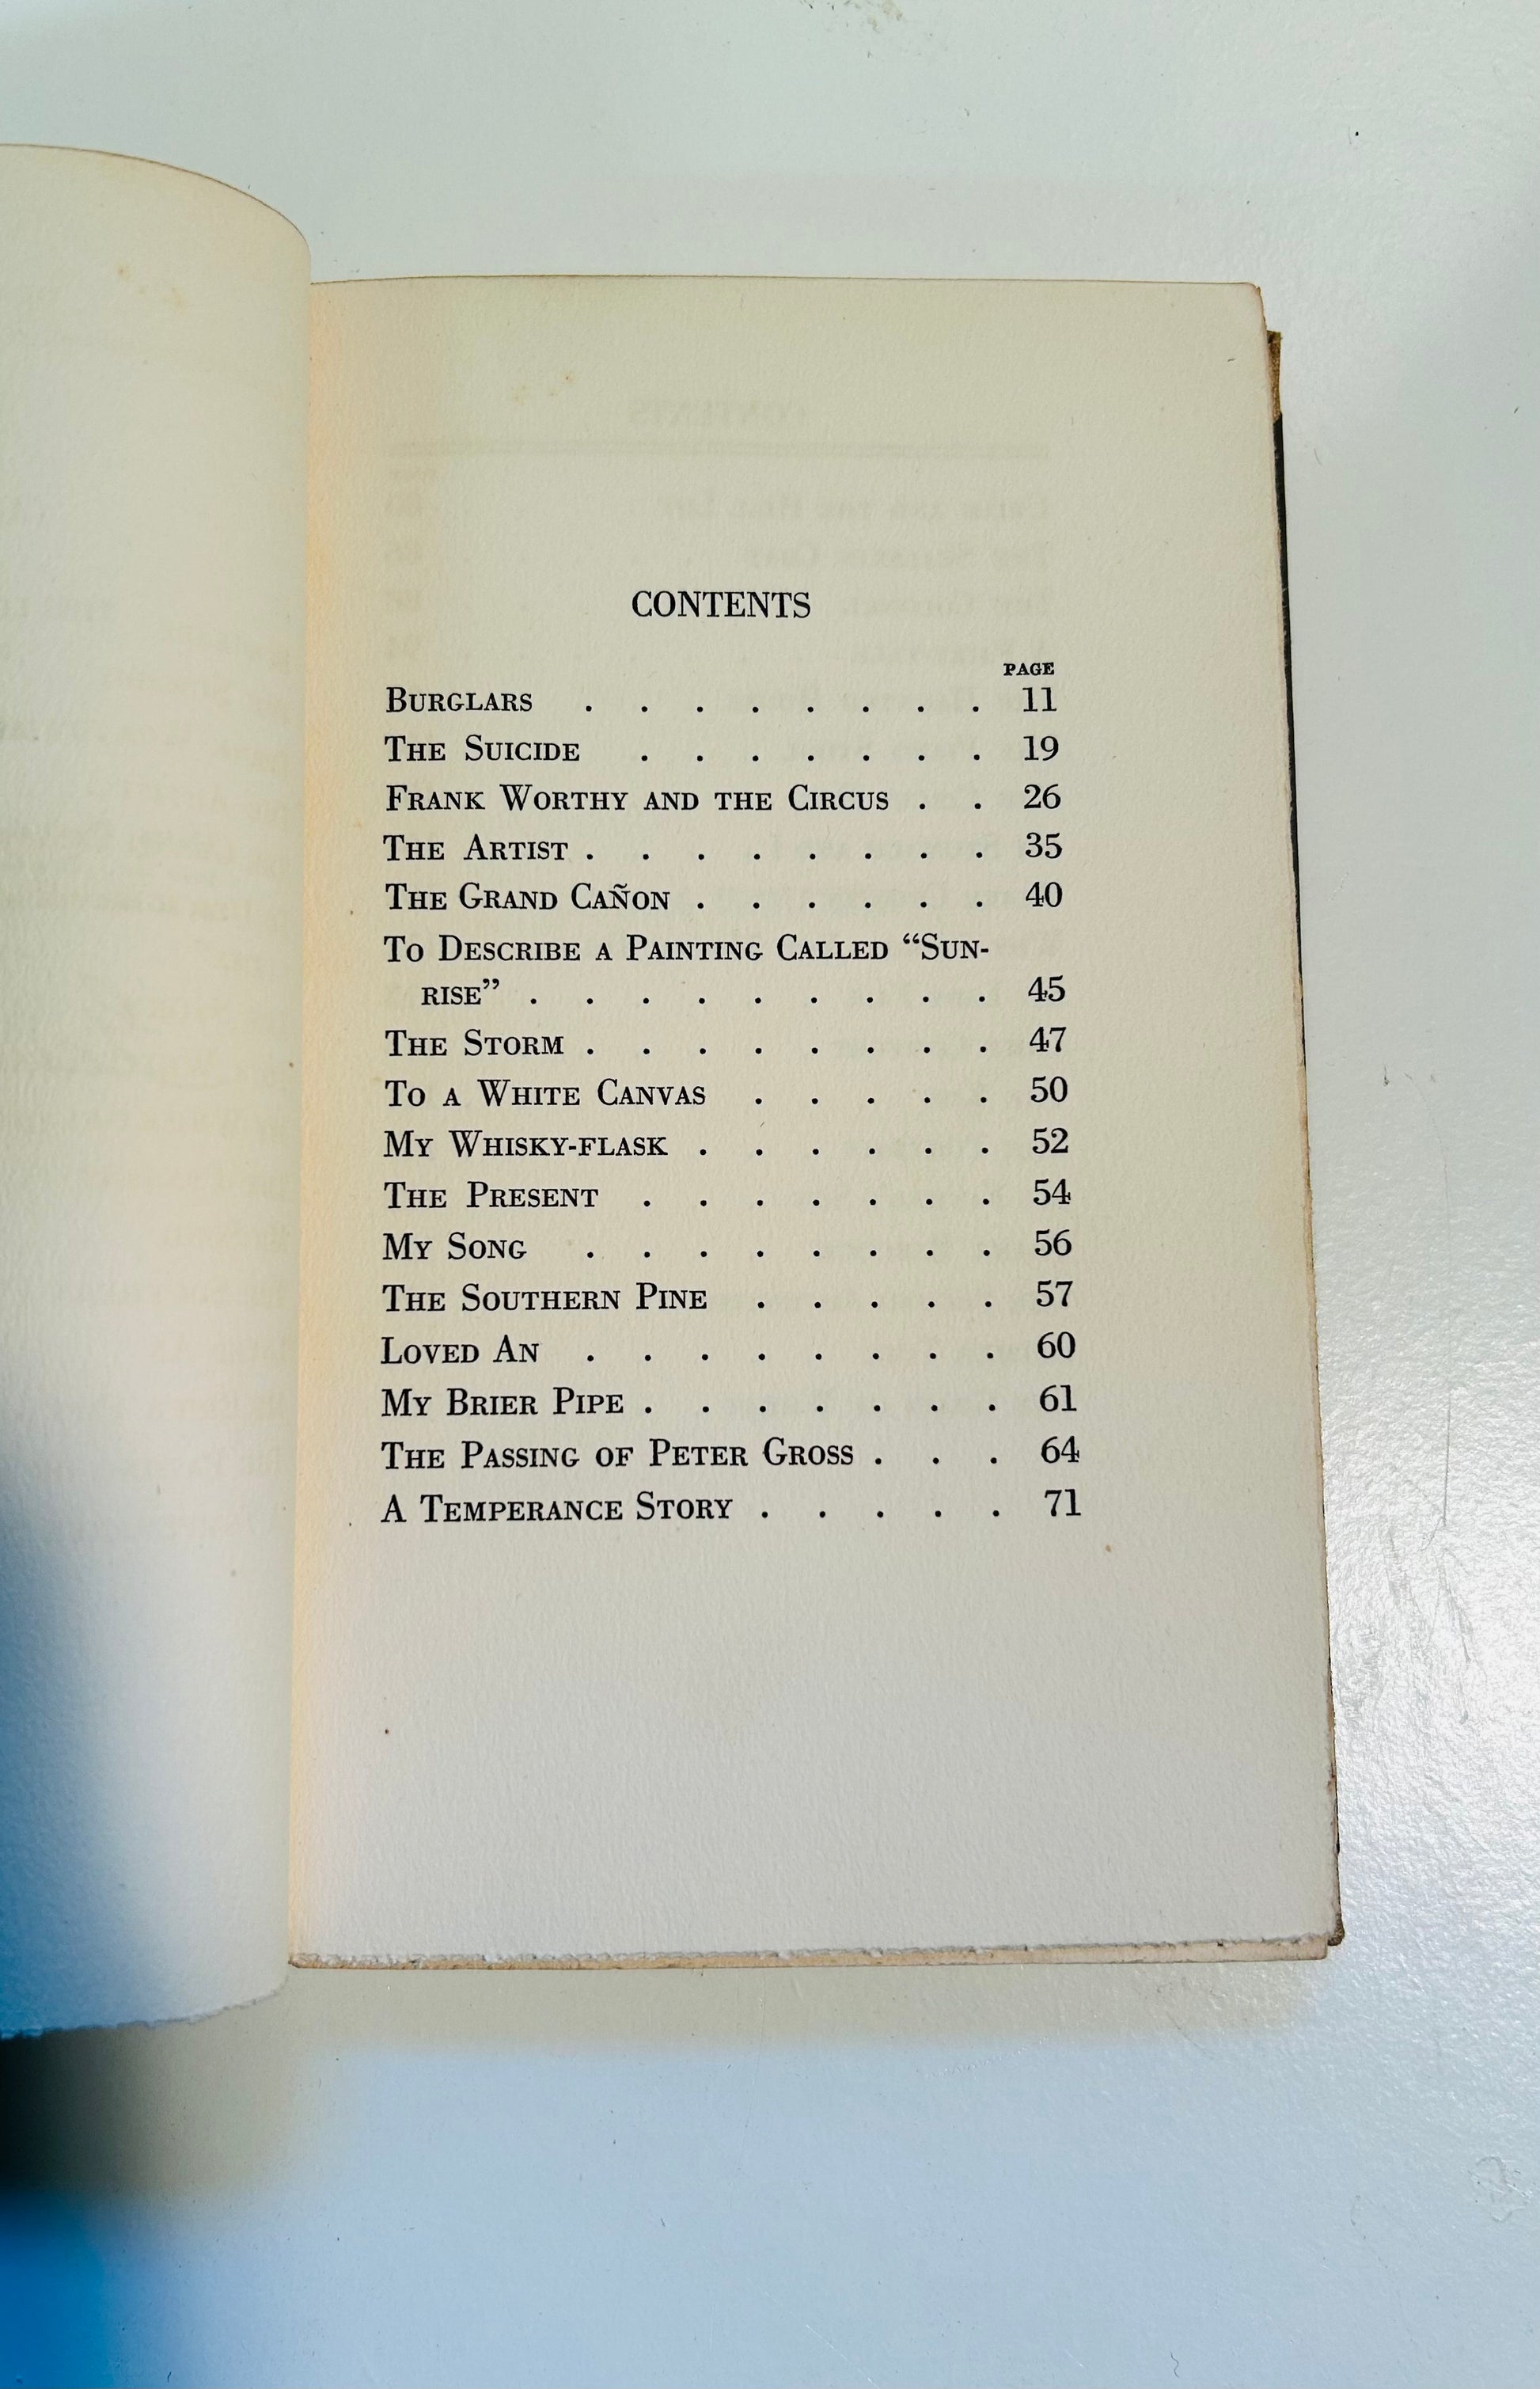 CONTENTS
PAGE
BURGLARS . . . . . . . . 11
THE SUICIDE . . . . . . . 19
FRANK WORTHY AND THE CIRCUS . . 26
THE ARTIST . . . . . . . . 35
THE GRAND CAÑON . . . . . . 40
TO DESCRIBE A PAINTING CALLED “SUN-
RISE” . . . . . . . . . 45
THE STORM . . . . . . . . 47
TO A WHITE CANVAS . . . . . 50
MY WHISKY-FLASK . . . . . . 52
THE PRESENT . . . . . . . 54
MY SONG . . . . . . . . 56
THE SOUTHERN PINE . . . . . 57
LOVED AN . . . . . . . . 60
MY BRIER PIPE . . . . . . . 61
THE PASSING OF PETER GROSS . . . 64
A TEMPERANCE STORY . . . . . 71